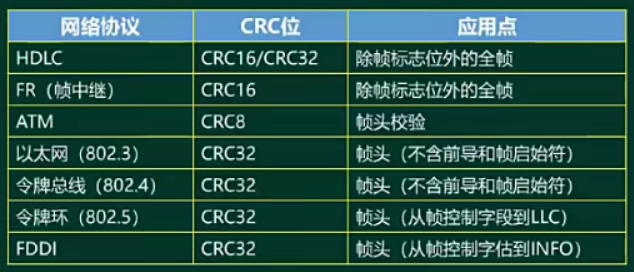 网络协议 CRC位 应用点
HDLC CRC16/CRC32 除帧标志位外的全帧
FR（帧中继） CRC16 除帧标志位外的全帧
ATM CRC8 帧头校验
以太网（802.3） CRC32 帧头（不含前导和帧启始符）
令牌总线（802.4） CRC32 帧头（不含前导和帧启始符）
令牌环（802.5） CRC32 帧头（从帧控制字段到LLC）
FDDI CRC32 帧头（从帧控制字估到INFO）